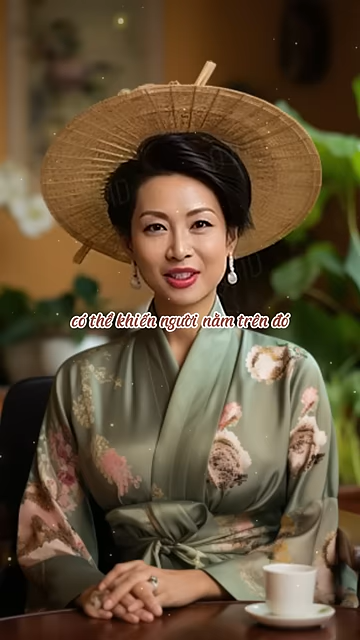 có thể khiến người nằm trên đó